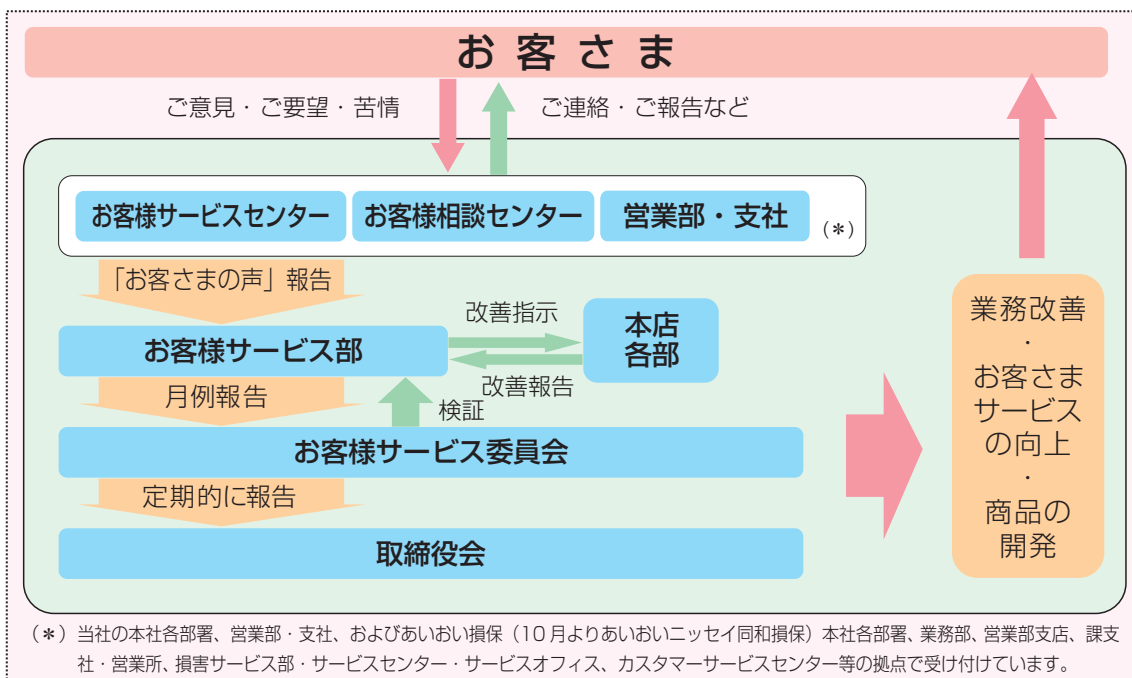 お客さま
ご意見・ご要望・苦情
ご連絡・ご報告など
お客様サービスセンター
お客様相談センター
営業部・支社
(＊)
「お客さまの声」報告
お客様サービス部
改善指示
改善報告
本店
各部
月例報告
検証
お客様サービス委員会
定期的に報告
取締役会
業務改善
・
お客さま
サービス
の向上
・
商品の
開発
(＊) 当社の本社各部署、営業部・支社、およびあいおい損保（10月よりあいおいニッセイ同和損保）本社各部署、業務部、営業部支店、課支
社・営業所、損害サービス部・サービスセンター・サービスオフィス、カスタマーサービスセンター等の拠点で受け付けています。